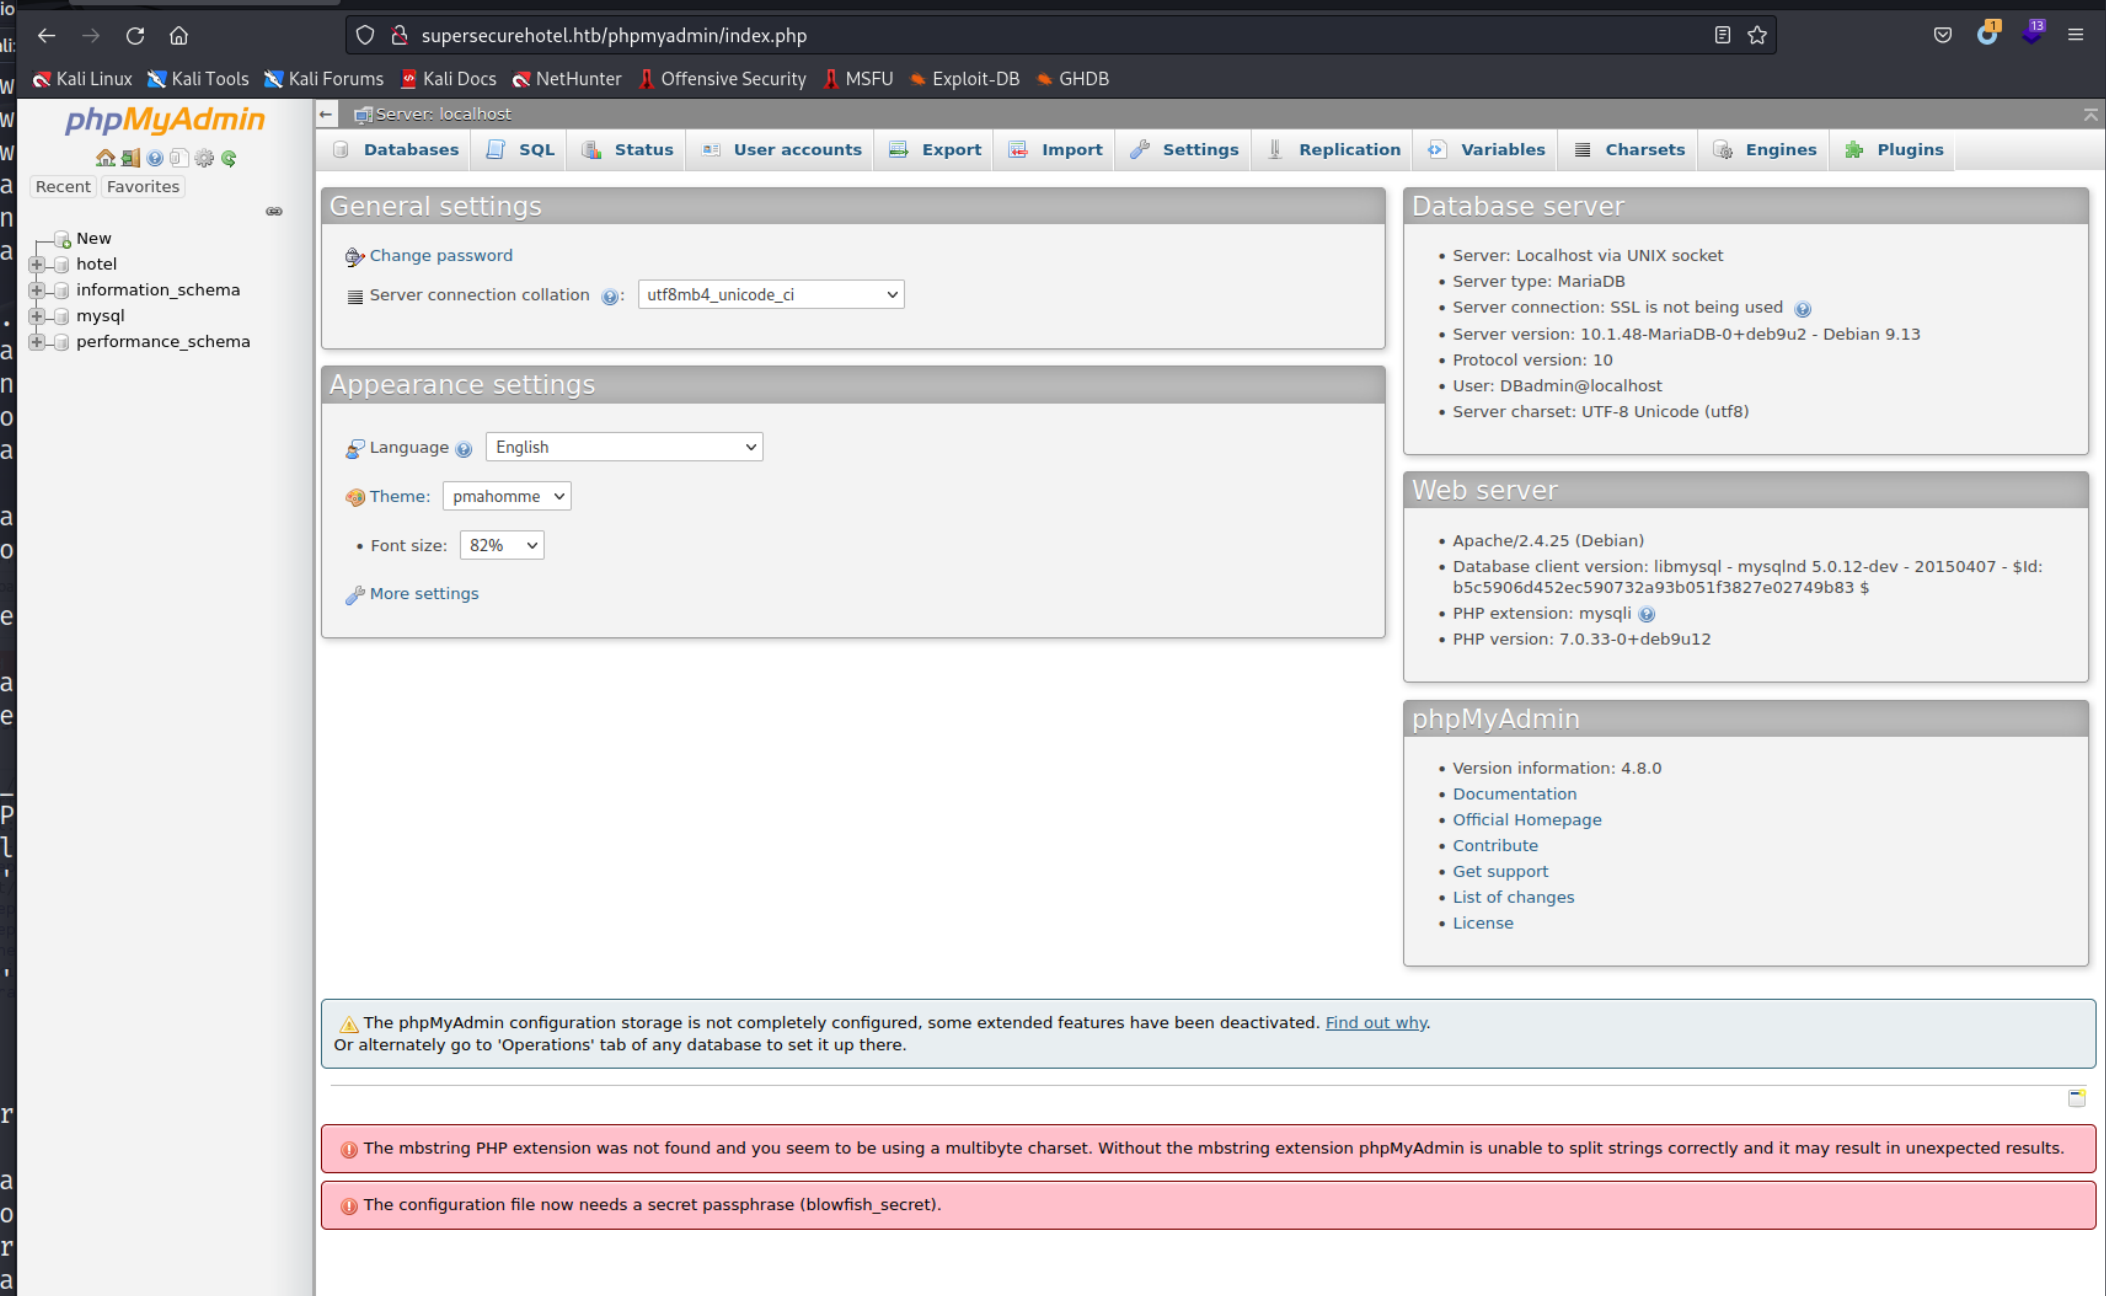 supersecurehotel.htb/phpmyadmin/index.php
1
13
Kali Linux Kali Tools Kali Forums Kali Docs NetHunter Offensive Security MSFU Exploit-DB GHDB
phpMyAdmin
Recent Favorites
New
hotel
information_schema
mysql
performance_schema
Server: localhost
Databases SQL Status User accounts Export Import Settings Replication Variables Charsets Engines Plugins
General settings
Change password
Server connection collation : utf8mb4_unicode_ci
Appearance settings
Language English
Theme: pmahomme
• Font size: 82%
More settings
Database server
• Server: Localhost via UNIX socket
• Server type: MariaDB
• Server connection: SSL is not being used
• Server version: 10.1.48-MariaDB-0+deb9u2 - Debian 9.13
• Protocol version: 10
• User: DBadmin@localhost
• Server charset: UTF-8 Unicode (utf8)
Web server
• Apache/2.4.25 (Debian)
• Database client version: libmysql - mysqlnd 5.0.12-dev - 20150407 - $Id:
b5c5906d452ec590732a93b051f3827e02749b83 $
• PHP extension: mysqli
• PHP version: 7.0.33-0+deb9u12
phpMyAdmin
• Version information: 4.8.0
• Documentation
• Official Homepage
• Contribute
• Get support
• List of changes
• License
The phpMyAdmin configuration storage is not completely configured, some extended features have been deactivated. Find out why.
Or alternately go to 'Operations' tab of any database to set it up there.
The mbstring PHP extension was not found and you seem to be using a multibyte charset. Without the mbstring extension phpMyAdmin is unable to split strings correctly and it may result in unexpected results.
The configuration file now needs a secret passphrase (blowfish_secret).